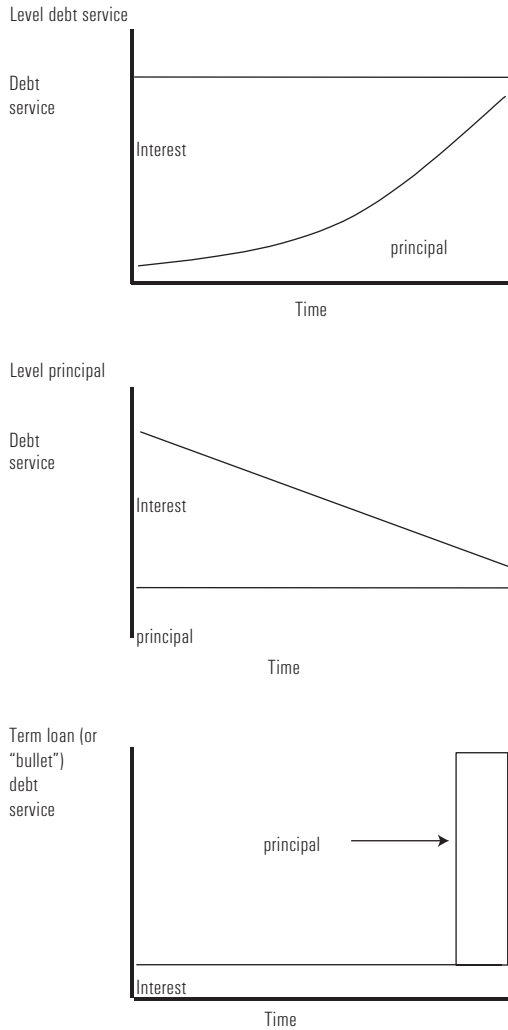 Level debt service
Debt
service
Interest
principal
Time
Level principal
Debt
service
Interest
principal
Time
Term loan (or
“bullet”)
debt
service
principal
Interest
Time